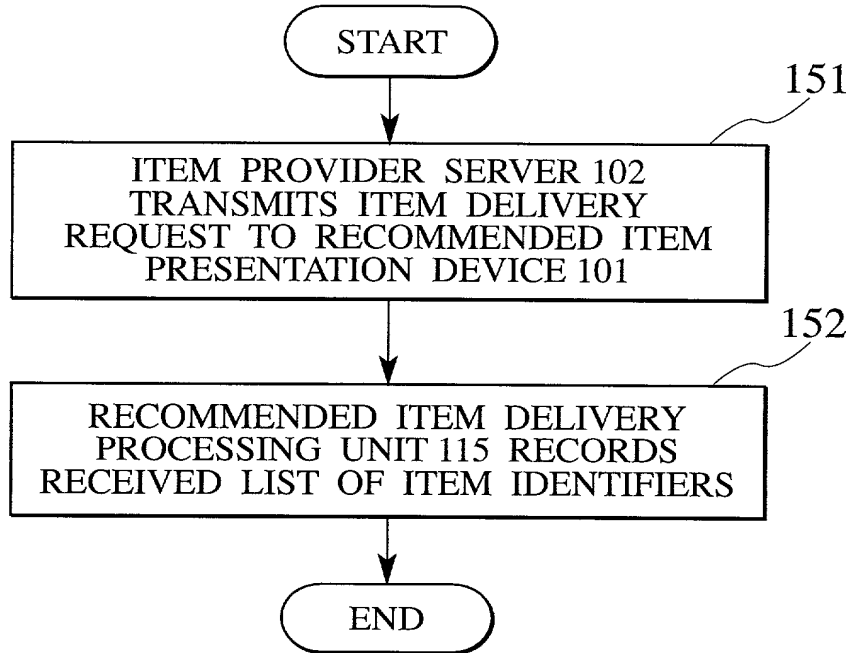 START
151
ITEM PROVIDER SERVER 102
TRANSMITS ITEM DELIVERY
REQUEST TO RECOMMENDED ITEM
PRESENTATION DEVICE 101
152
RECOMMENDED ITEM DELIVERY
PROCESSING UNIT 115 RECORDS
RECEIVED LIST OF ITEM IDENTIFIERS
END